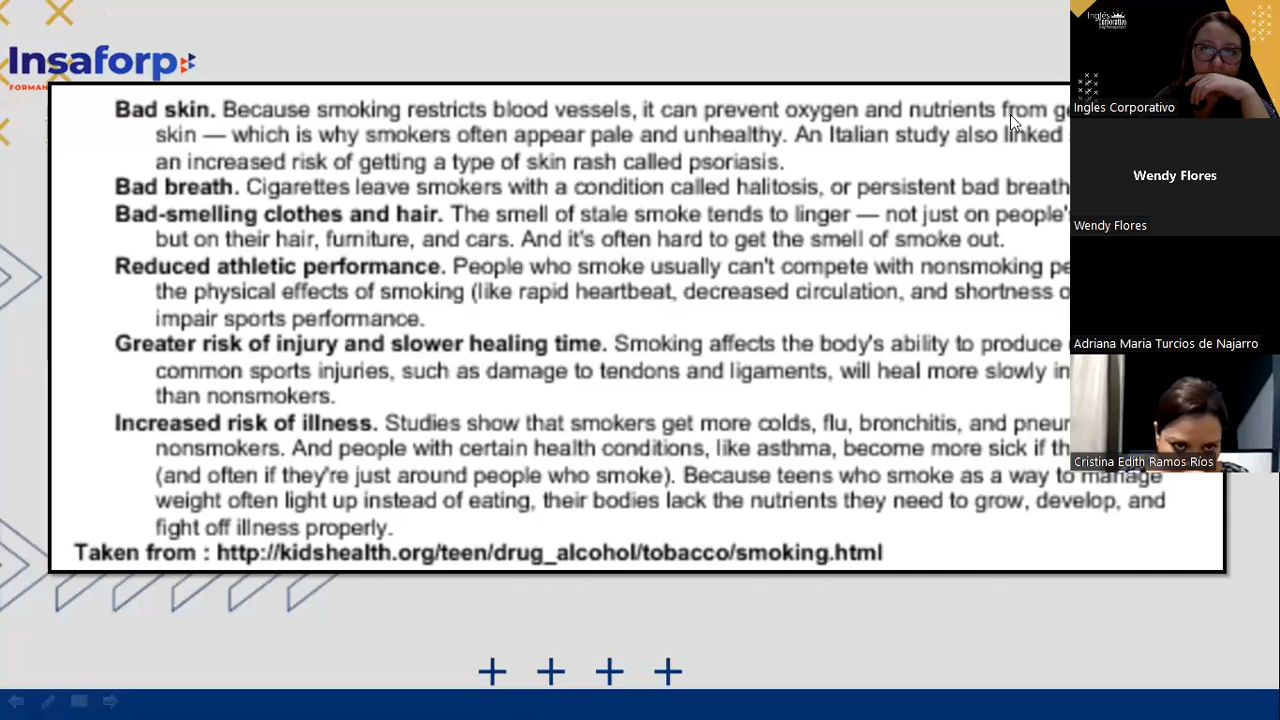 Insaforp
FORMAN
Bad skin. Because smoking restricts blood vessels, it can prevent oxygen and nutrients from
skin — which is why smokers often appear pale and unhealthy. An Italian study also linked
an increased risk of getting a type of skin rash called psoriasis.
Bad breath. Cigarettes leave smokers with a condition called halitosis, or persistent bad breath
Bad-smelling clothes and hair. The smell of stale smoke tends to linger — not just on people's
but on their hair, furniture, and cars. And it's often hard to get the smell of smoke out.
Reduced athletic performance. People who smoke usually can't compete with nonsmoking
the physical effects of smoking (like rapid heartbeat, decreased circulation, and shortness
impair sports performance.
Greater risk of injury and slower healing time. Smoking affects the body's ability to produce
common sports injuries, such as damage to tendons and ligaments, will heal more slowly in
than nonsmokers.
Increased risk of illness. Studies show that smokers get more colds, flu, bronchitis, and
nonsmokers. And people with certain health conditions, like asthma, become more sick if
(and often if they're just around people who smoke). Because teens who smoke as a way to manage
weight often light up instead of eating, their bodies lack the nutrients they need to grow, develop, and
fight off illness properly.
Taken from : http://kidshealth.org/teen/drug_alcohol/tobacco/smoking.html
Inglés
Corporativo
Ingles Corporativo
Wendy Flores
Wendy Flores
Adriana Maria Turcios de Najarro
Cristina Edith Ramos Ríos